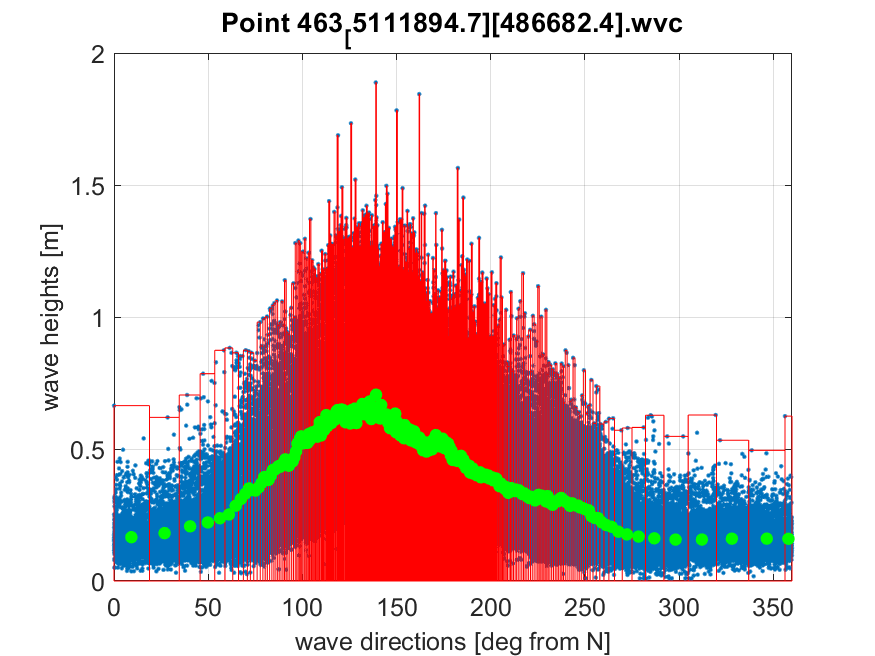 Point 463[5111894.7][486682.4].wvc
2
1.5
1
0.5
0
wave heights [m]
0 50 100 150 200 250 300 350
wave directions [deg from N]